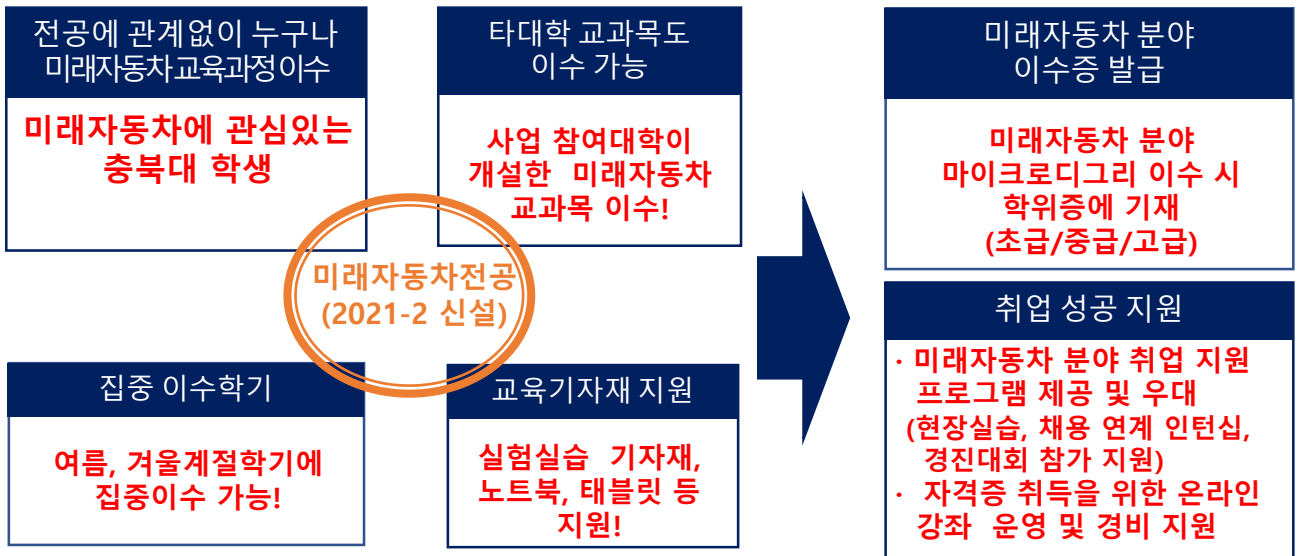 전공에 관계없이 누구나
미래자동차교육과정이수
미래자동차에 관심있는
충북대 학생
타대학 교과목도
이수 가능
사업 참여대학이
개설한 미래자동차
교과목 이수!
미래자동차전공
(2021-2 신설)
집중 이수학기
여름, 겨울계절학기에
집중이수 가능!
교육기자재 지원
실험실습 기자재,
노트북, 태블릿 등
지원!
미래자동차 분야
이수증 발급
미래자동차 분야
마이크로디그리 이수 시
학위증에 기재
(초급/중급/고급)
취업 성공 지원
· 미래자동차 분야 취업 지원
프로그램 제공 및 우대
(현장실습, 채용 연계 인턴십,
경진대회 참가 지원)
· 자격증 취득을 위한 온라인
강좌 운영 및 경비 지원